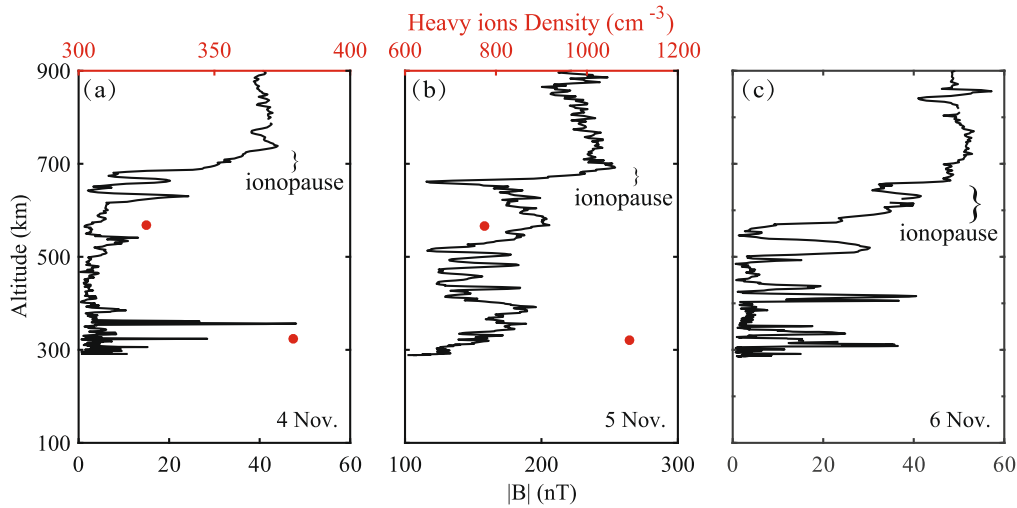 Heavy ions Density (cm⁻³)
300 350 400 600 800 1000 1200
900 (a) (b) (c)
700
ionopause ionopause ionopause
Altitude (km)
500
300
4 Nov. 5 Nov. 6 Nov.
100
0 20 40 60 100 200 300 0 20 40 60
|B| (nT)